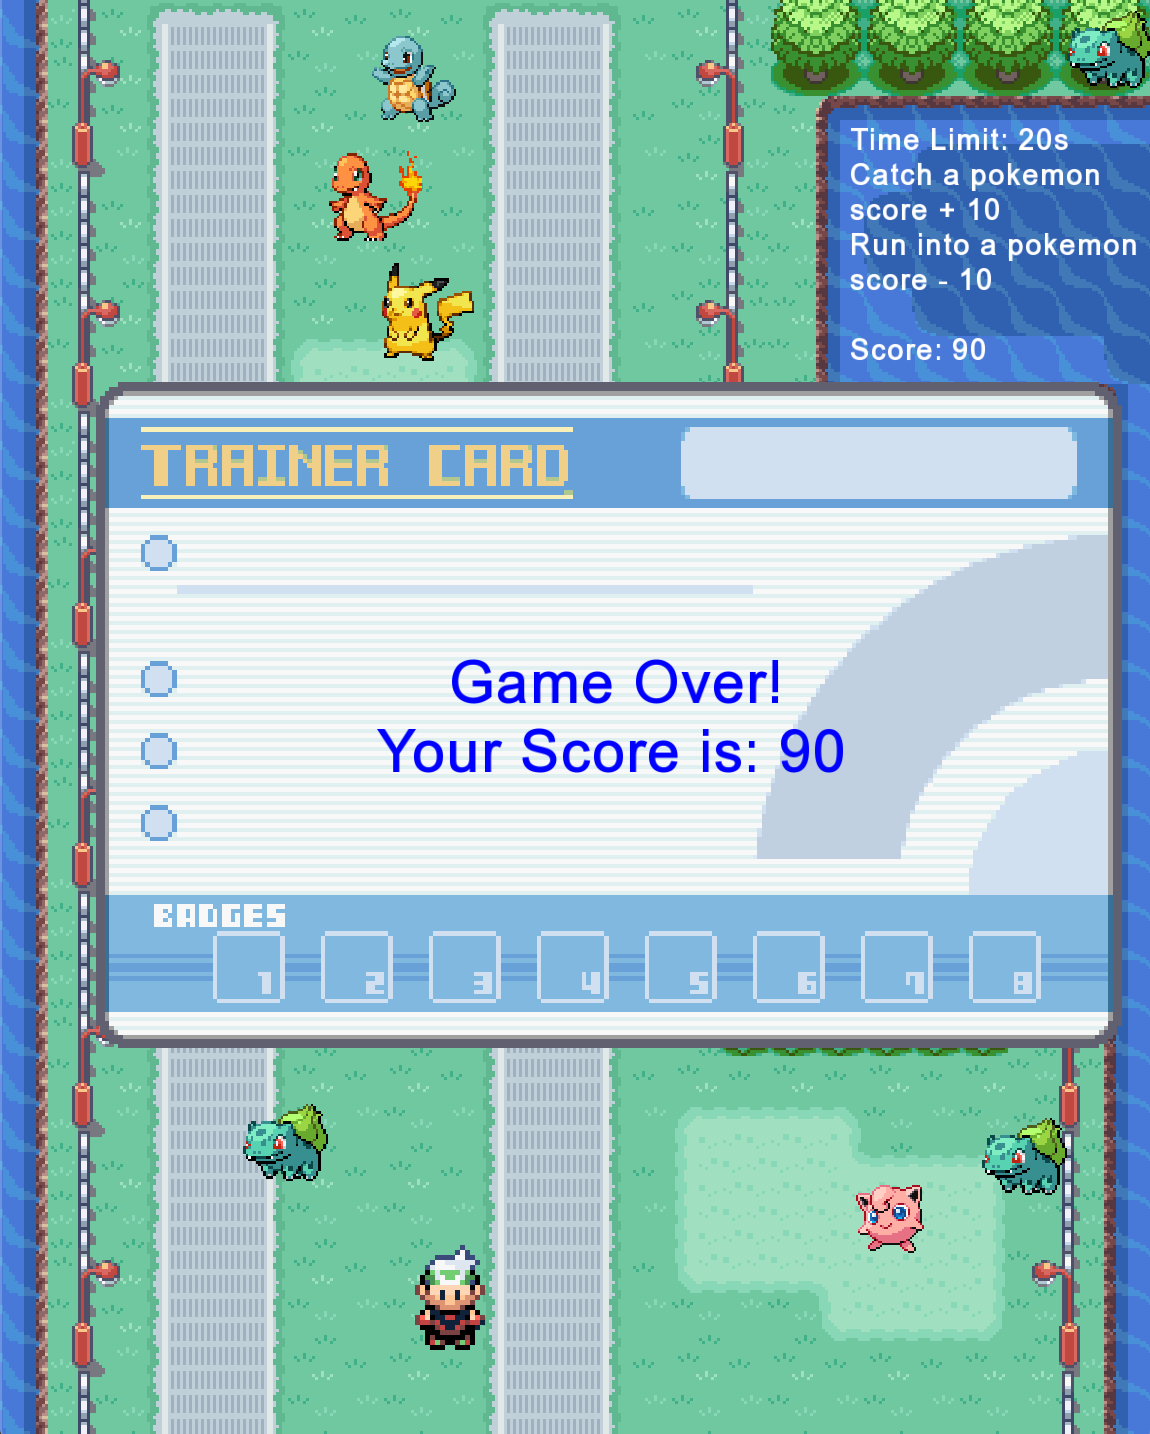 Time Limit: 20s
Catch a pokemon
score + 10
Run into a pokemon
score - 10
Score: 90
TRAINER CARD
Game Over!
Your Score is: 90
BADGES
1 2 3 4 5 6 7 8